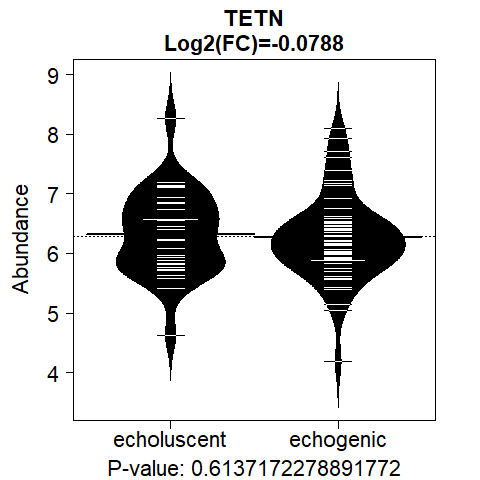 TETN
Log2(FC)=-0.0788
Abundance
9
8
7
6
5
4
echoluscent echogenic
P-value: 0.6137172278891772